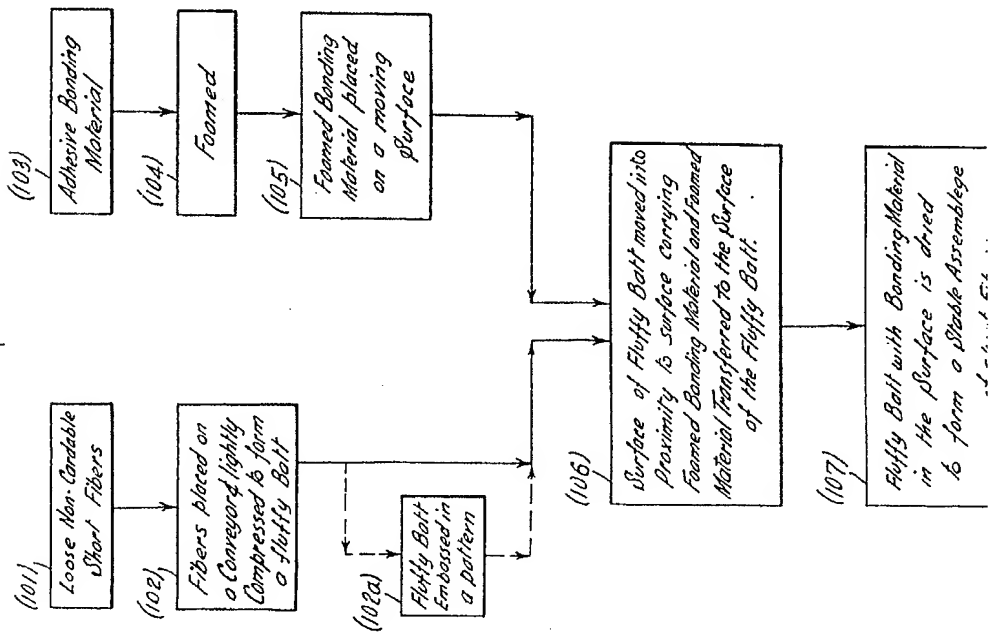 (101)
Loose Non-Cardable
Short Fibers
(102)
Fibers placed on
a Conveyor & lightly
Compressed to form
a fluffy Batt
(102a)
Fluffy Batt
Embossed in
a pattern
(103)
Adhesive Bonding
Material
(104)
Foamed
(105)
Foamed Bonding
Material placed
on a moving
Surface
(106)
Surface of Fluffy Batt moved into
Proximity to surface carrying
Foamed Bonding Material and Foamed
Material Transferred to the Surface
of the Fluffy Batt.
(107)
Fluffy Batt with Bonding Material
in the Surface is dried
to form a Stable Assemblege
of